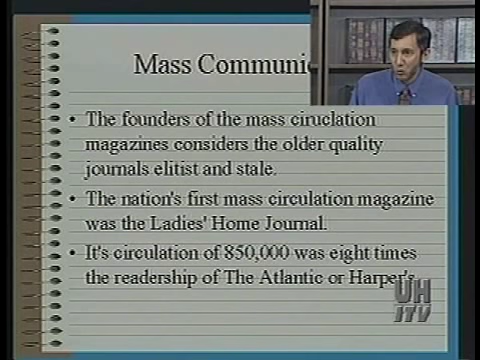 Mass Communic
• The founders of the mass ciruclation
magazines considers the older quality
journals elitist and stale.
• The nation's first mass circulation magazine
was the Ladies' Home Journal.
• It's circulation of 850,000 was eight times
the readership of The Atlantic or Harper's
UH
ITV